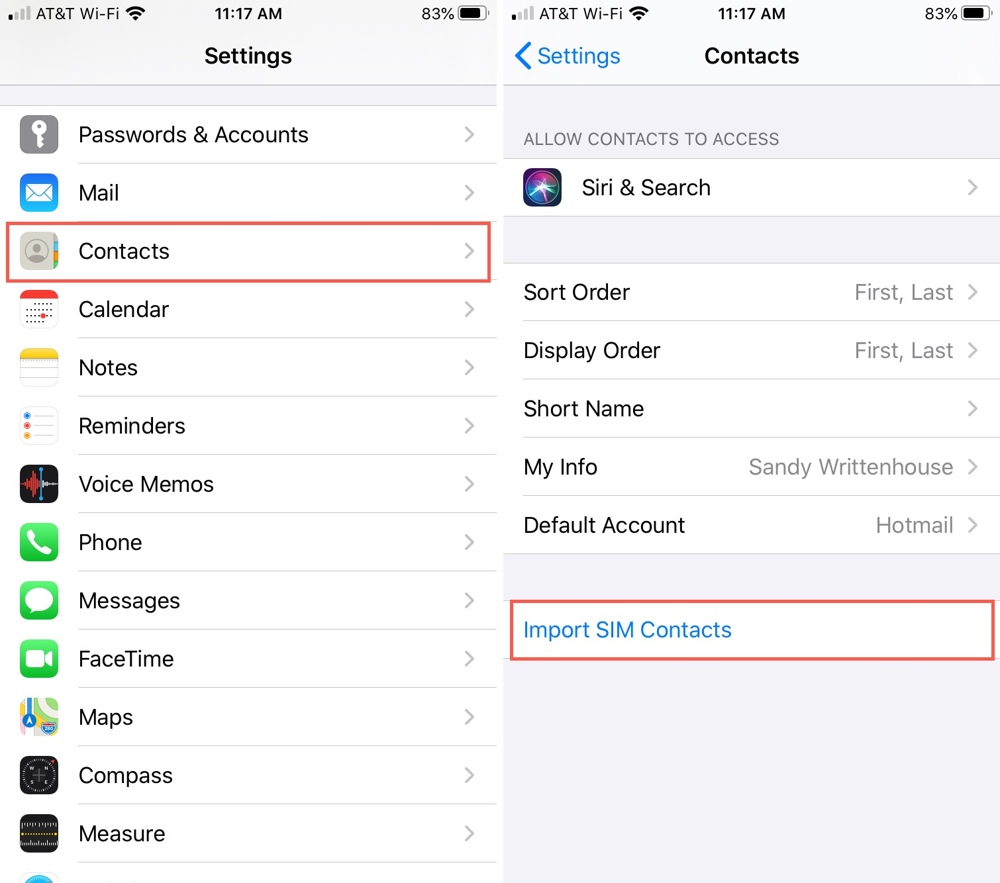 AT&T Wi-Fi 11:17 AM 83%
Settings
Passwords & Accounts
Mail
Contacts
Calendar
Notes
Reminders
Voice Memos
Phone
Messages
FaceTime
Maps
280
Compass
W N
S E
Measure
AT&T Wi-Fi 11:17 AM 83%
Settings Contacts
ALLOW CONTACTS TO ACCESS
Siri & Search
Sort Order First, Last
Display Order First, Last
Short Name
My Info Sandy Writtenhouse
Default Account Hotmail
Import SIM Contacts